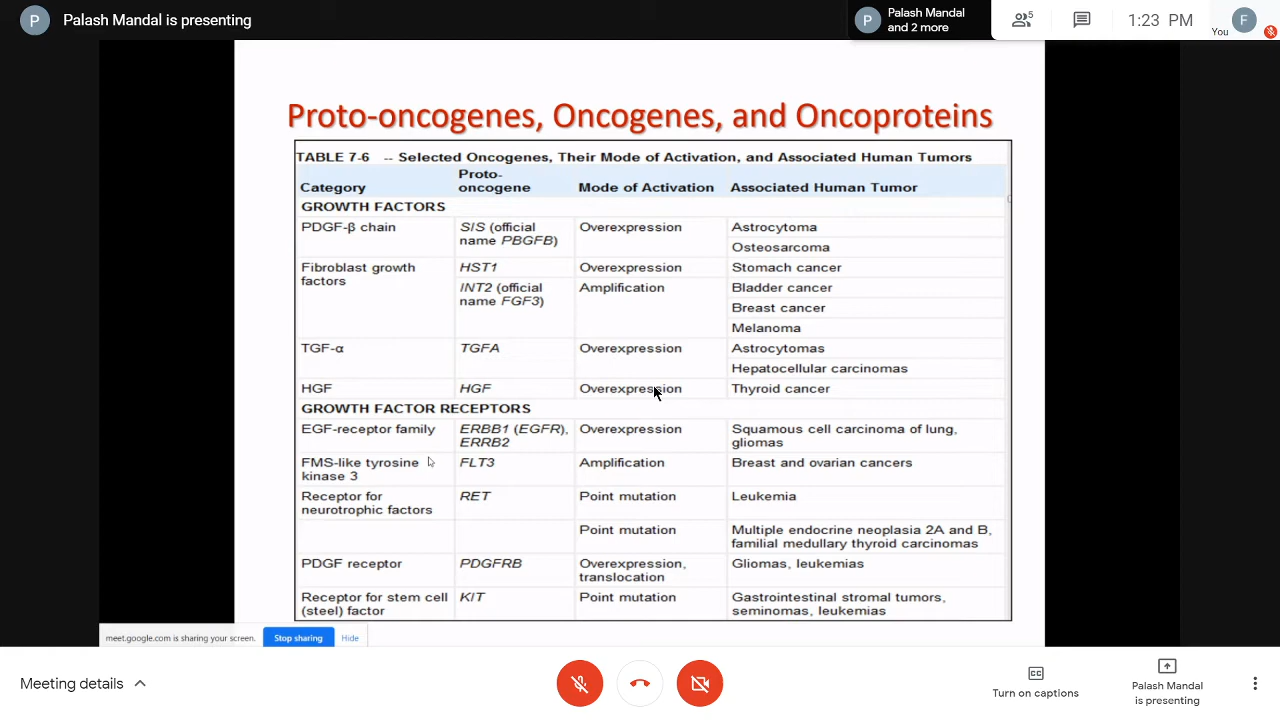 P Palash Mandal is presenting
P Palash Mandal and 2 more
5
1:23 PM
You F
Proto-oncogenes, Oncogenes, and Oncoproteins
TABLE 7-6 -- Selected Oncogenes, Their Mode of Activation, and Associated Human Tumors
Category Proto-oncogene Mode of Activation Associated Human Tumor
GROWTH FACTORS
PDGF-β chain SIS (official Overexpression Astrocytoma
name PBGFB) Osteosarcoma
Fibroblast growth HST1 Overexpression Stomach cancer
factors INT2 (official Amplification Bladder cancer
name FGF3) Breast cancer
Melanoma
TGF-α TGFA Overexpression Astrocytomas
Hepatocellular carcinomas
HGF HGF Overexpression Thyroid cancer
GROWTH FACTOR RECEPTORS
EGF-receptor family ERBB1 (EGFR), Overexpression Squamous cell carcinoma of lung,
ERRB2 gliomas
FMS-like tyrosine FLT3 Amplification Breast and ovarian cancers
kinase 3
Receptor for RET Point mutation Leukemia
neurotrophic factors
Point mutation Multiple endocrine neoplasia 2A and B,
familial medullary thyroid carcinomas
PDGF receptor PDGFRB Overexpression, Gliomas, leukemias
translocation
Receptor for stem cell KIT Point mutation Gastrointestinal stromal tumors,
(steel) factor seminomas, leukemias
meet.google.com is sharing your screen. Stop sharing Hide
Meeting details
CC
Turn on captions
Palash Mandal
is presenting